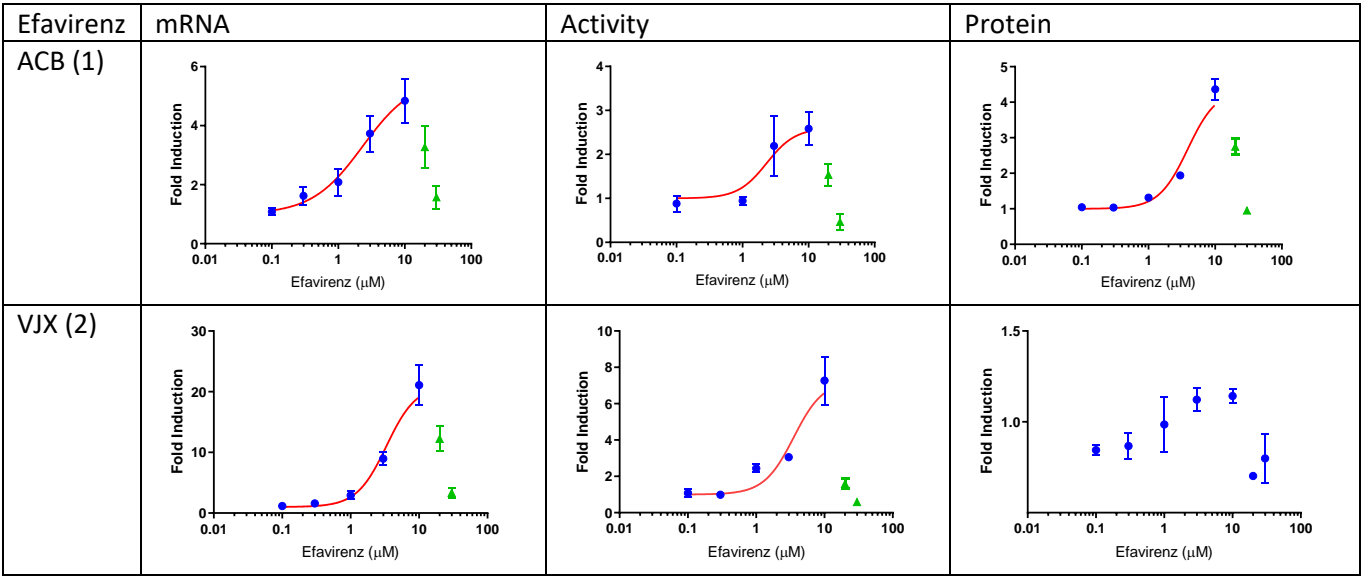 Efavirenz mRNA Activity Protein
ACB (1)
Fold Induction
6
4
2
0
0.01 0.1 1 10 100
Efavirenz (μM)
Fold Induction
4
3
2
1
0
0.01 0.1 1 10 100
Efavirenz (μM)
Fold Induction
5
4
3
2
1
0
0.01 0.1 1 10 100
Efavirenz (μM)
VJX (2)
Fold Induction
30
20
10
0
0.01 0.1 1 10 100
Efavirenz (μM)
Fold Induction
10
8
6
4
2
0
0.01 0.1 1 10 100
Efavirenz (μM)
Fold Induction
1.5
1.0
0.01 0.1 1 10 100
Efavirenz (μM)